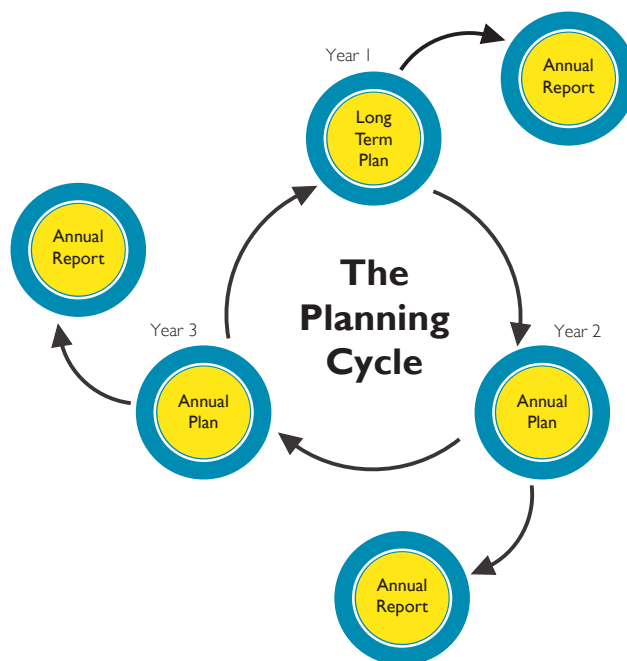 Year 1
Long
Term
Plan
Annual
Report
The
Planning
Cycle
Year 2
Annual
Plan
Annual
Report
Year 3
Annual
Plan
Annual
Report